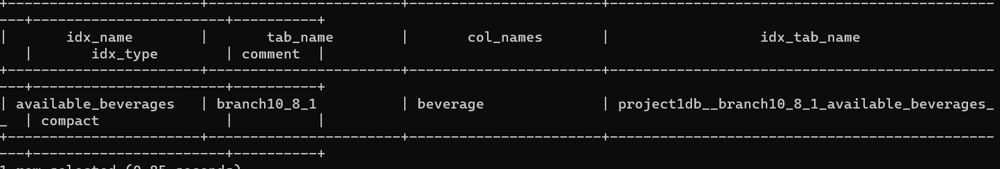 +-----------------------+-----------------------+-----------------------+----------------------------------------------
---+-----------------------+----------+
|       idx_name        |       tab_name        |       col_names       |                  idx_tab_name
   |       idx_type        | comment  |
+-----------------------+-----------------------+-----------------------+----------------------------------------------
---+-----------------------+----------+
| available_beverages   | branch10_8_1          | beverage              | project1db__branch10_8_1_available_beverages_
_  | compact               |          |
+-----------------------+-----------------------+-----------------------+----------------------------------------------
---+-----------------------+----------+
1 row selected (0.85 seconds)